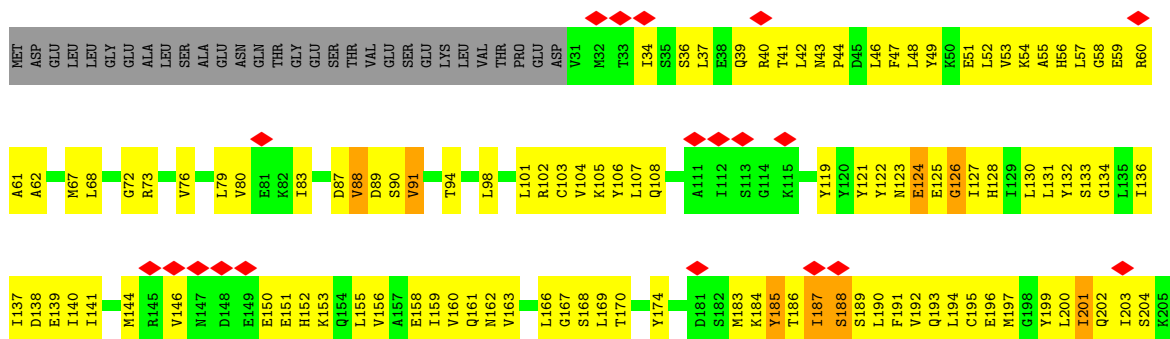 MET ASP GLU LEU LEU GLY GLU ALA LEU SER ALA GLU ASN GLN THR GLY GLU SER THR VAL GLU SER GLU LYS LEU VAL THR PRO GLU ASP V31 M32 T33 I34 S35 S36 L37 E38 Q39 R40 T41 L42 N43 P44 D45 L46 F47 L48 Y49 K50 E51 L52 V53 K54 A55 H56 L57 G58 E59 R60
A61 A62 M67 L68 G72 R73 V76 L79 V80 E81 K82 I83 D87 V88 D89 S90 V91 T94 L98 L101 R102 C103 V104 K105 Y106 L107 Q108 A111 I112 S113 G114 K115 Y119 Y120 Y121 Y122 N123 E124 E125 G126 I127 H128 I129 L130 L131 Y132 S133 G134 L135 I136
I137 D138 E139 I140 I141 M144 R145 V146 N147 D148 E149 E150 E151 H152 K153 Q154 L155 V156 A157 E158 I159 V160 Q161 N162 V163 L166 G167 S168 L169 T170 Y174 D181 S182 M183 K184 Y185 T186 I187 S188 S189 L190 F191 V192 Q193 L194 C195 E196 M197 G198 Y199 L200 I201 Q202 I203 S204 K205